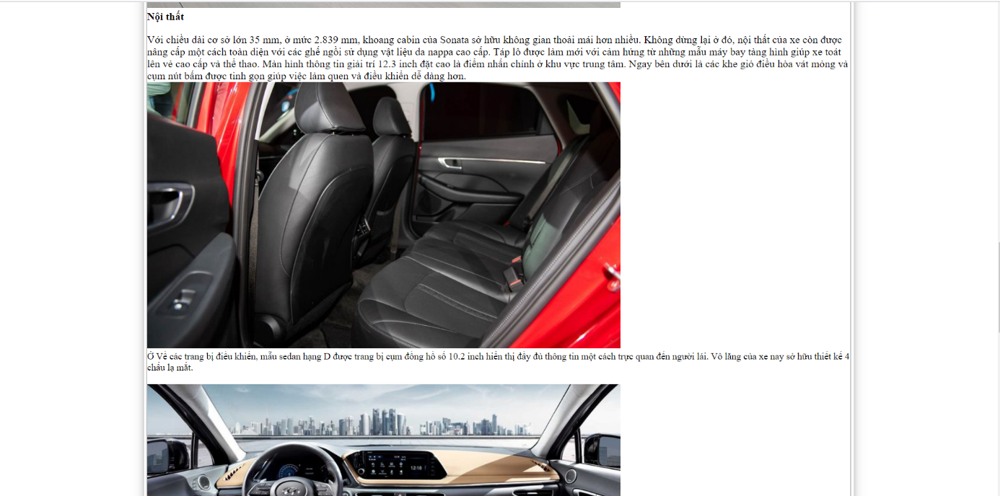 Nội thất
Với chiều dài cơ sở lớn 35 mm, ở mức 2.839 mm, khoang cabin của Sonata sở hữu không gian thoải mái hơn nhiều. Không dừng lại ở đó, nội thất của xe còn được
nâng cấp một cách toàn diện với các ghế ngồi sử dụng vật liệu da nappa cao cấp. Táp lô được làm mới với cảm hứng từ những mẫu máy bay tàng hình giúp xe toát
lên vẻ cao cấp và thể thao. Màn hình thông tin giải trí 12.3 inch đặt cao là điểm nhấn chính ở khu vực trung tâm. Ngay bên dưới là các khe gió điều hòa vát mỏng và
cụm nút bấm được tinh gọn giúp việc làm quen và điều khiển dễ dàng hơn.
Ở Về các trang bị điều khiển, mẫu sedan hạng D được trang bị cụm đồng hồ số 10.2 inch hiển thị đầy đủ thông tin một cách trực quan đến người lái. Vô lăng của xe nay sở hữu thiết kế 4
chấu lạ mắt.
12:18